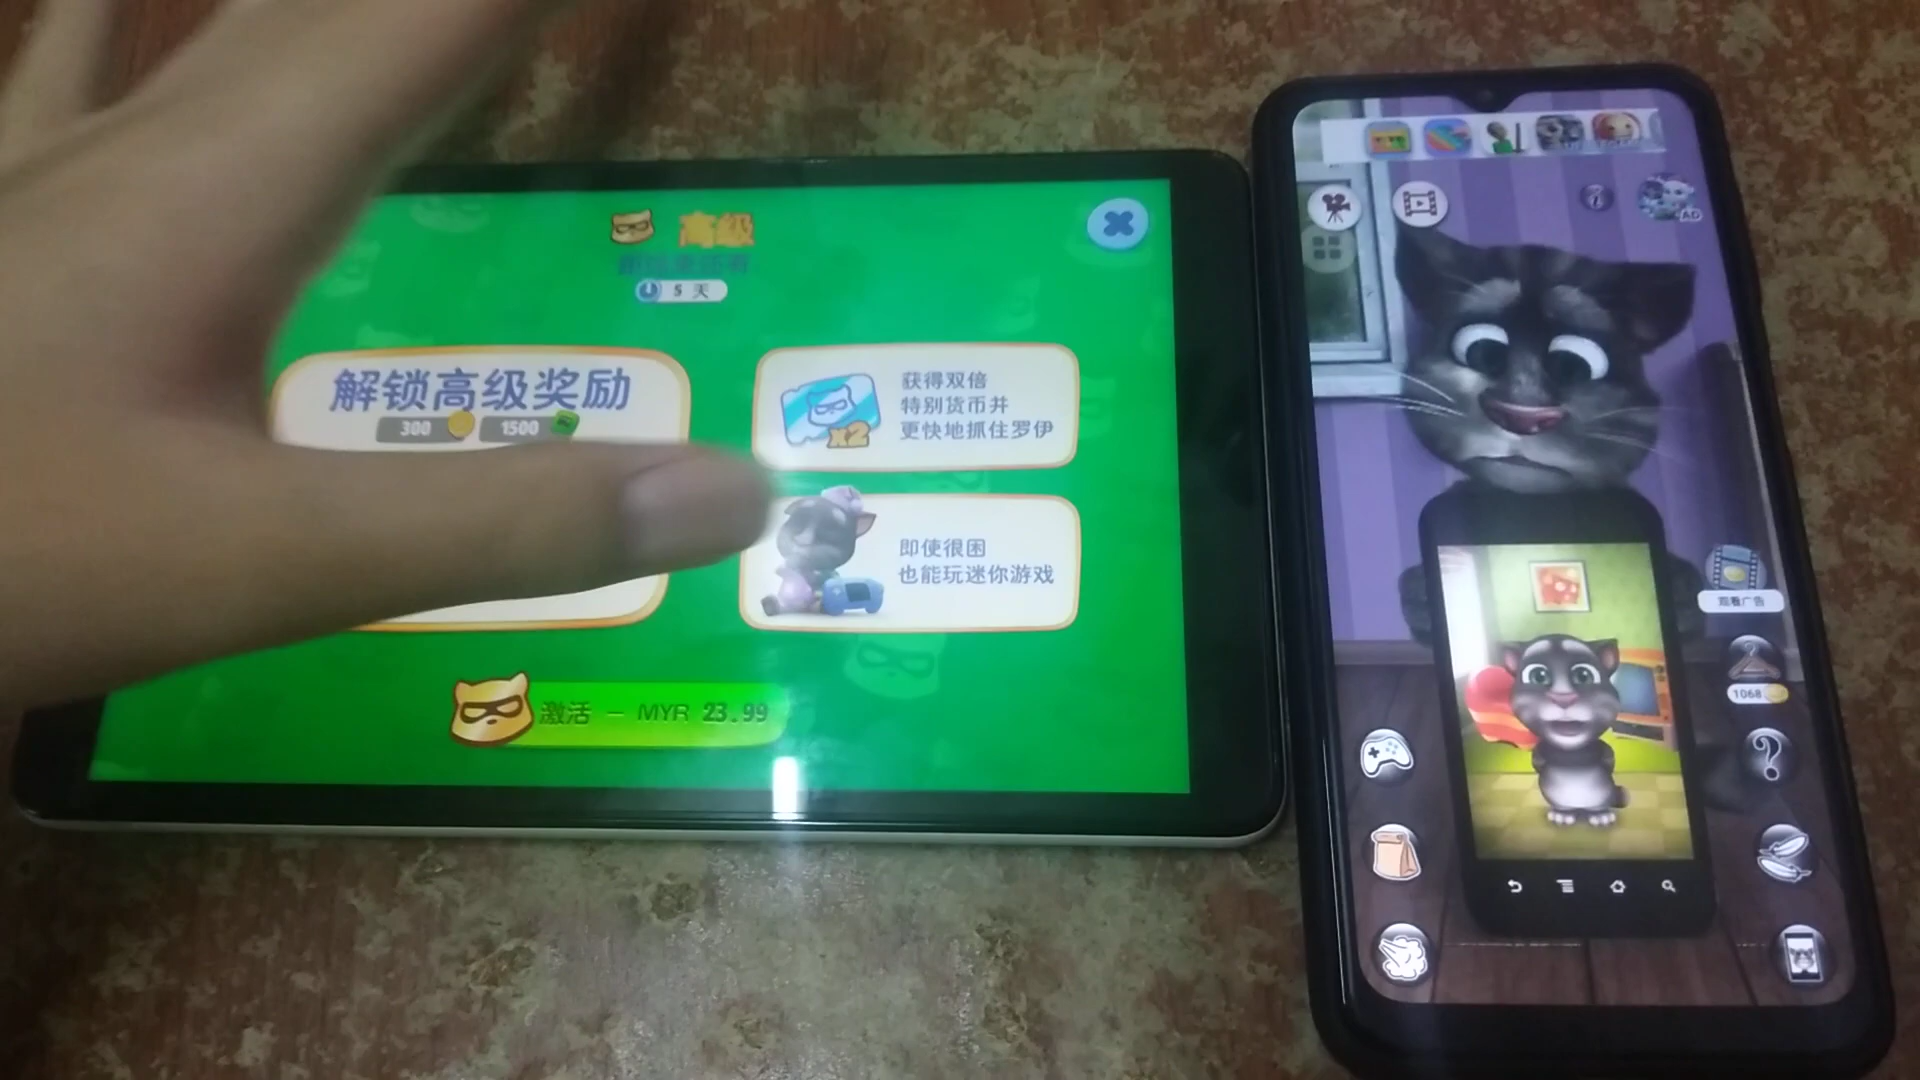 高级
5 天
解锁高级奖励
300
1500
获得双倍
特别货币并
更快地抓住罗伊
x2
即使很困
也能玩迷你游戏
激活 - MYR 23.99
AD
观看广告
1068